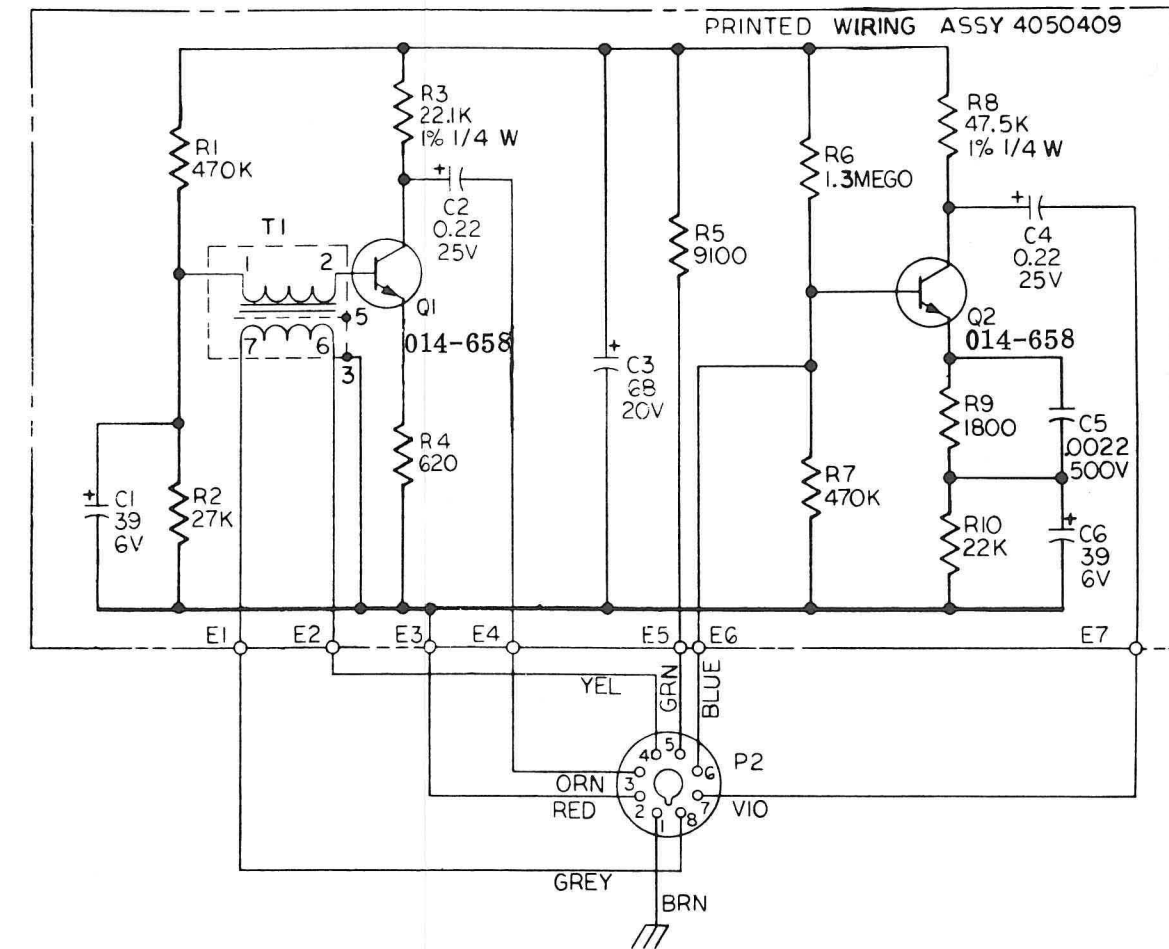 PRINTED WIRING ASSY 4050409
R3
22.1K
1% 1/4 W
R8
47.5K
1% 1/4 W
R1
470K
R6
1.3MEGO
+
C2
0.22
25V
+
C4
0.22
25V
T1
1 2
R5
9100
5
7 6
3
Q1
014-658
Q2
014-658
+
C3
68
20V
R9
1800
C5
.0022
500V
R4
620
R7
470K
+
C1
39
6V
R2
27K
R10
22K
+
C6
39
6V
E1 E2 E3 E4 E5 E6 E7
YEL
GRN
BLUE
4 5
3 6
P2
2 7
1 8
ORN
RED
VIO
GREY
BRN